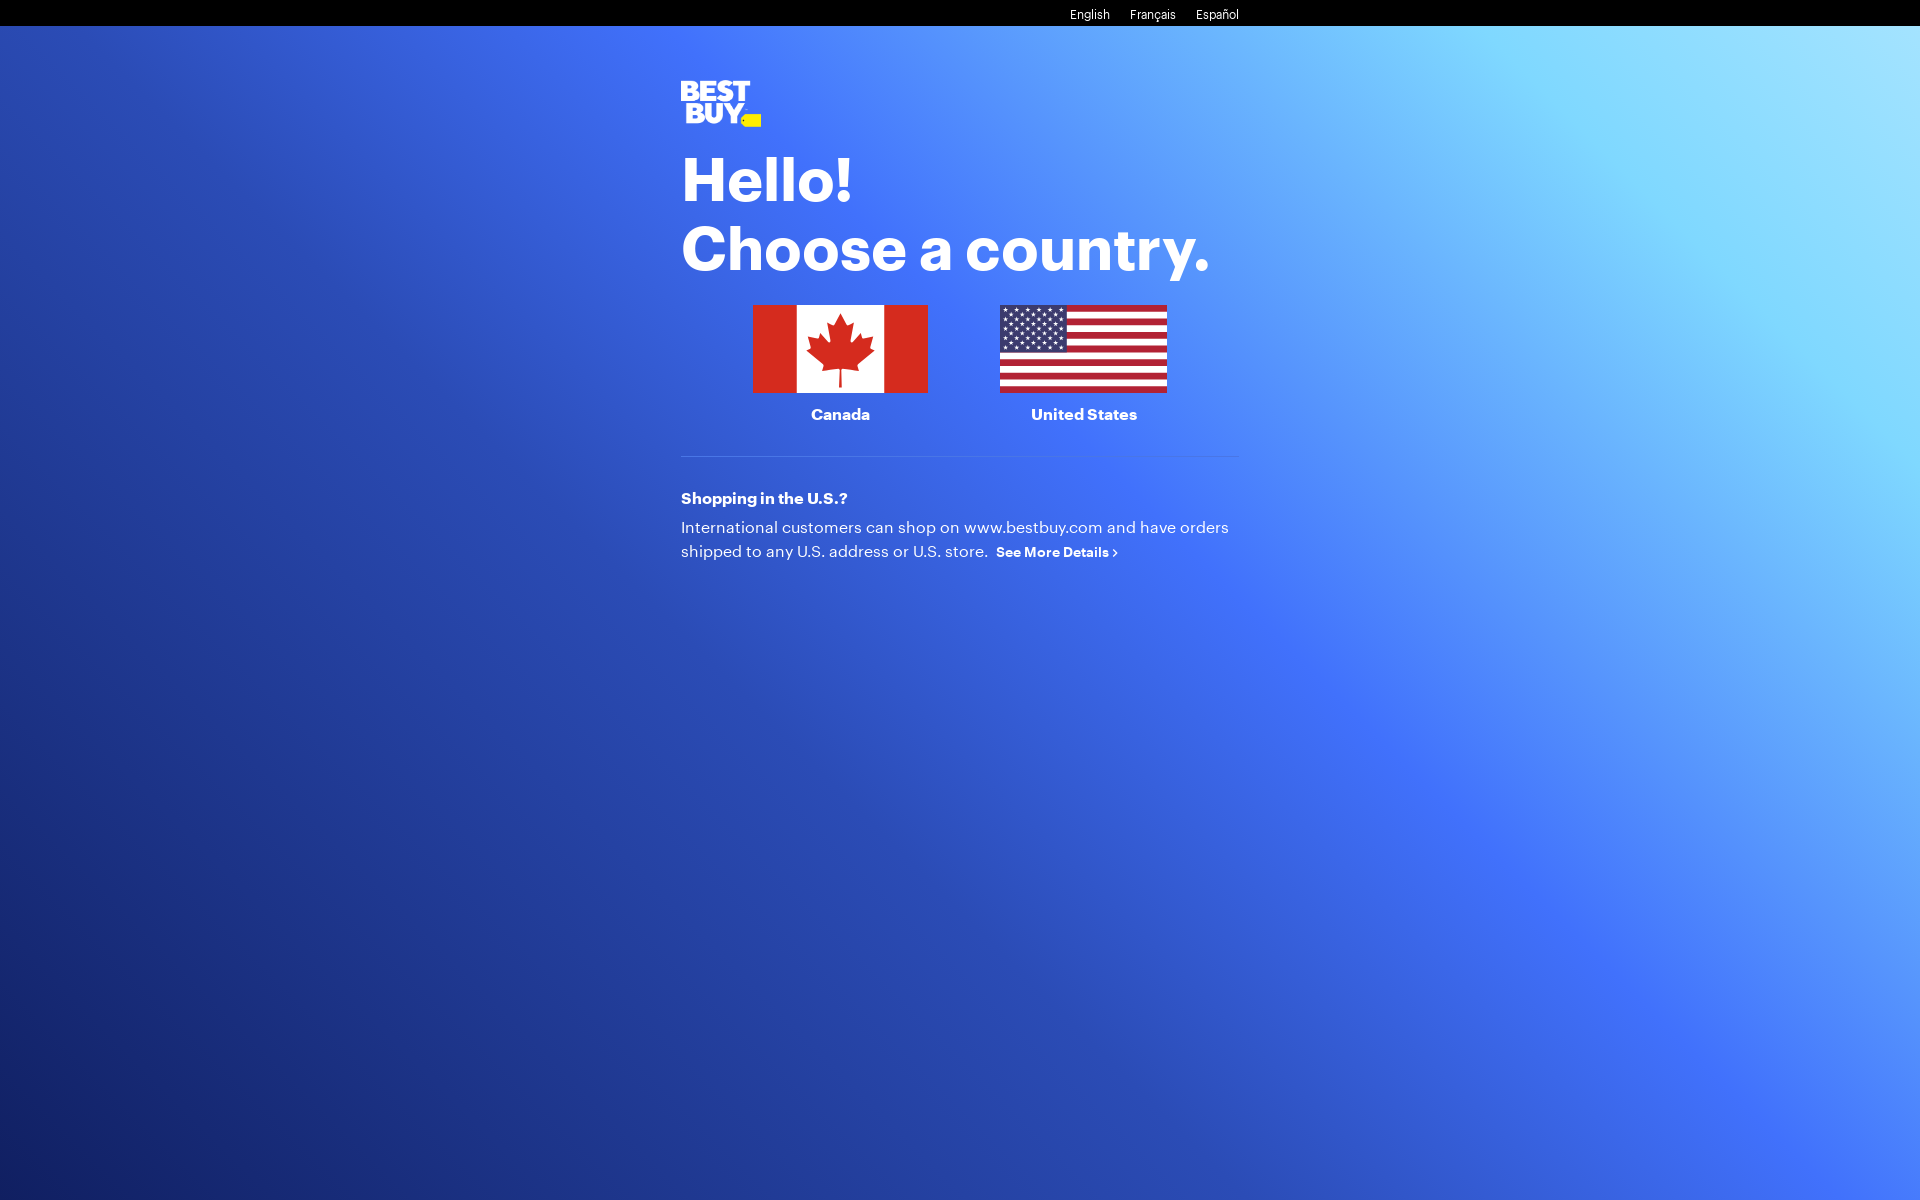 English Français Español
BEST
BUY
Hello!
Choose a country.
Canada United States
Shopping in the U.S.?
International customers can shop on www.bestbuy.com and have orders
shipped to any U.S. address or U.S. store. See More Details